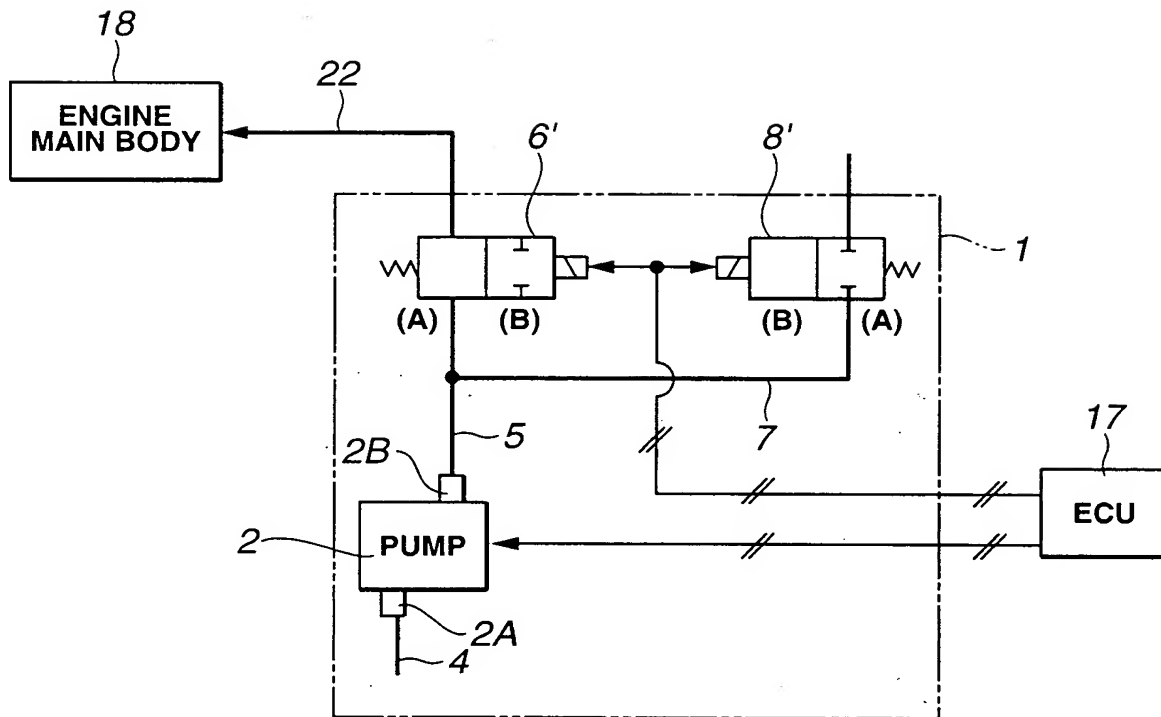 18
ENGINE
MAIN BODY
22
6'
8'
1
(A)
(B)
(B)
(A)
5
7
2B
17
ECU
2
PUMP
2A
4